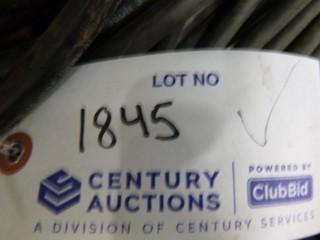 LOT NO
1845
CENTURY
AUCTIONS
POWERED BY
ClubBid
A DIVISION OF CENTURY SERVICES